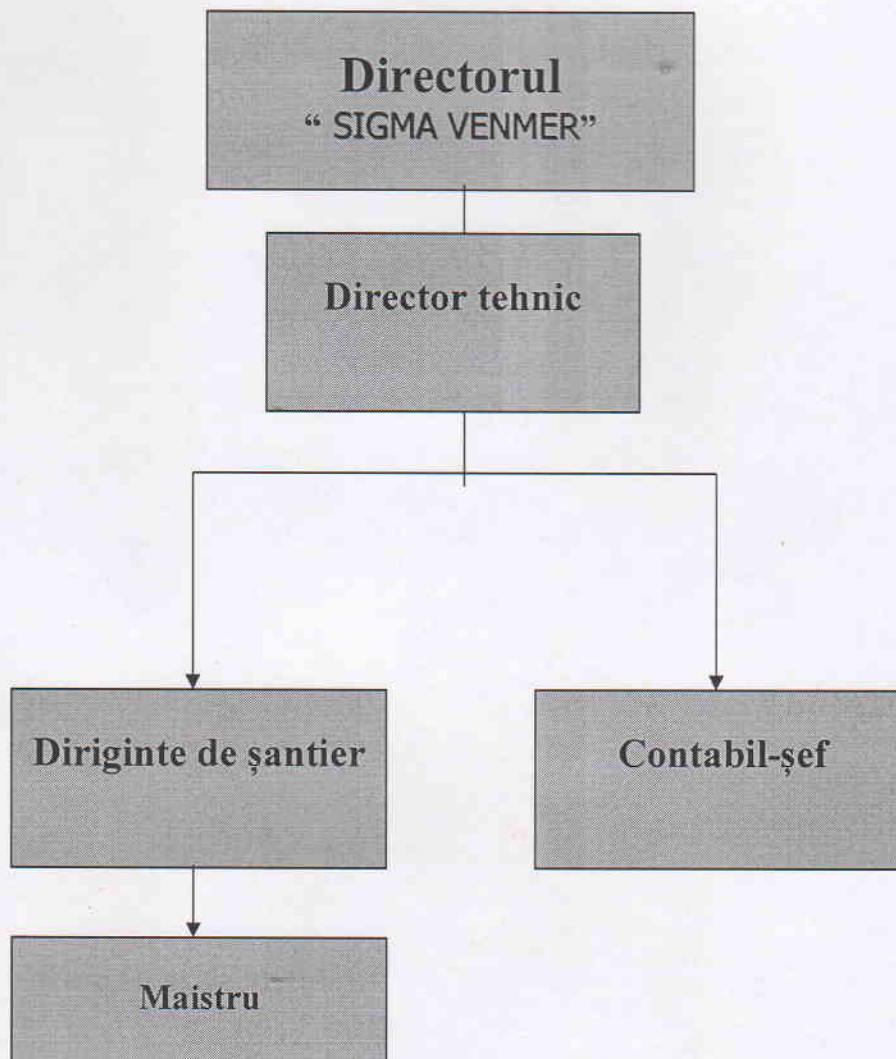 Directorul
“ SIGMA VENMER”
Director tehnic
Diriginte de șantier
Contabil-șef
Maistru